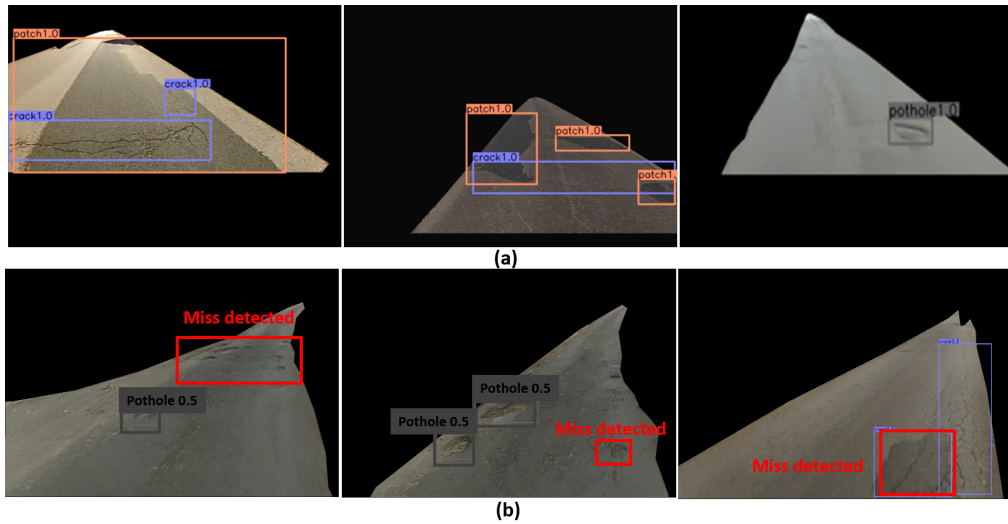 patch1.0
crack1.0
crack1.0
patch1.0
patch1.0
crack1.0
patch1.
pothole1.0
(a)
Miss detected
Pothole 0.5
Pothole 0.5
Pothole 0.5
Miss detected
Miss detected
(b)